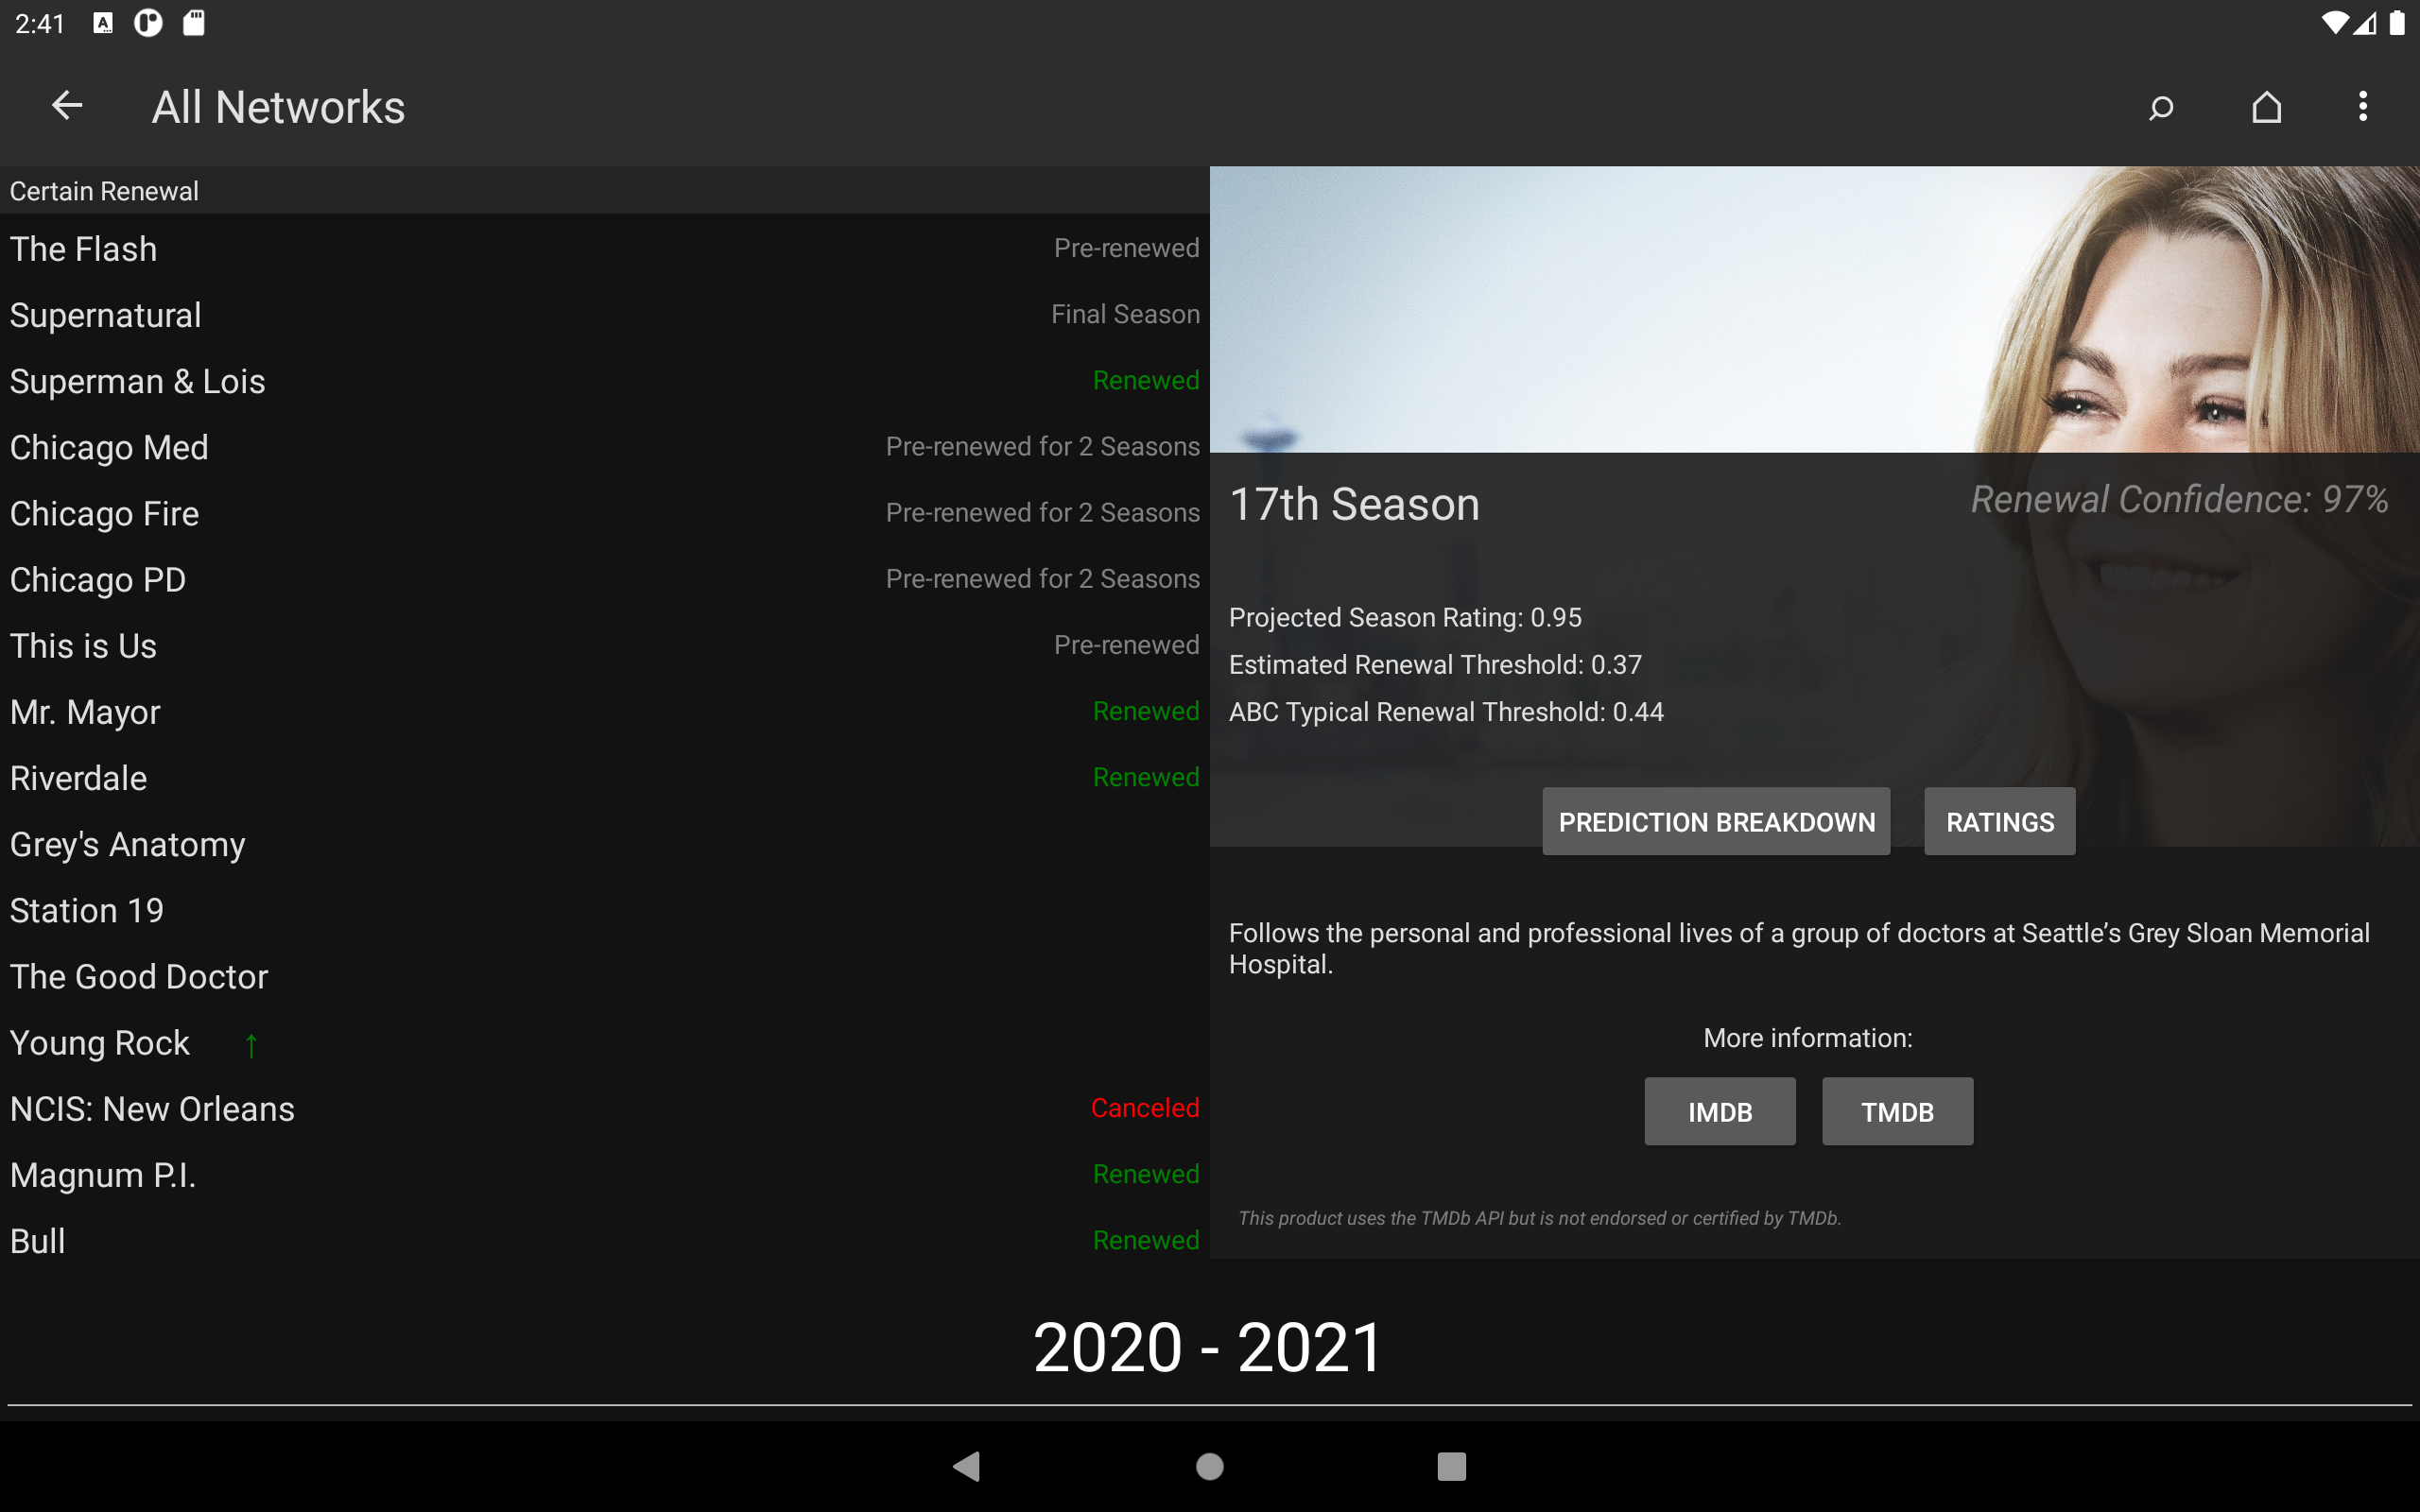 2:41
All Networks
Certain Renewal
The Flash Pre-renewed
Supernatural Final Season
Superman & Lois Renewed
Chicago Med Pre-renewed for 2 Seasons
Chicago Fire Pre-renewed for 2 Seasons
Chicago PD Pre-renewed for 2 Seasons
This is Us Pre-renewed
Mr. Mayor Renewed
Riverdale Renewed
Grey's Anatomy
Station 19
The Good Doctor
Young Rock ↑
NCIS: New Orleans Canceled
Magnum P.I. Renewed
Bull Renewed
17th Season
Renewal Confidence: 97%
Projected Season Rating: 0.95
Estimated Renewal Threshold: 0.37
ABC Typical Renewal Threshold: 0.44
PREDICTION BREAKDOWN RATINGS
Follows the personal and professional lives of a group of doctors at Seattle’s Grey Sloan Memorial
Hospital.
More information:
IMDB TMDB
This product uses the TMDb API but is not endorsed or certified by TMDb.
2020 - 2021